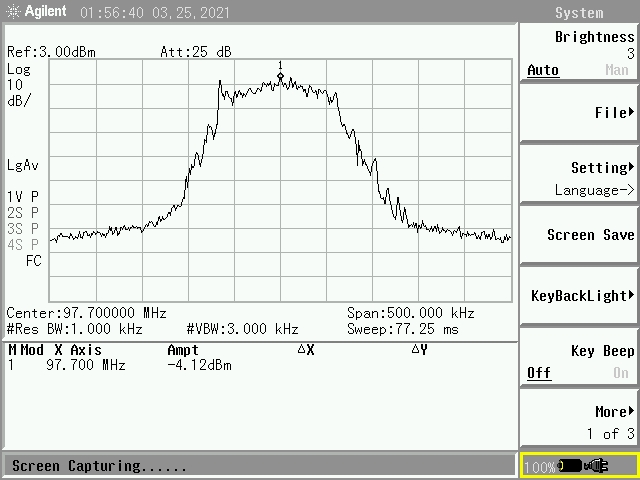 Agilent 01:56:40 03,25,2021 System
Ref:3.00dBm Att:25 dB
Log
10
dB/
1
LgAv
1V P
2S P
3S P
4S P
FC
Center:97.700000 MHz Span:500.000 kHz
#Res BW:1.000 kHz #VBW:3.000 kHz Sweep:77.25 ms
M Mod X Axis Ampt △X △Y
1 97.700 MHz -4.12dBm
Screen Capturing......
Brightness
3
Auto Man
File
Setting
Language->
Screen Save
KeyBackLight
Key Beep
Off On
More
1 of 3
100%